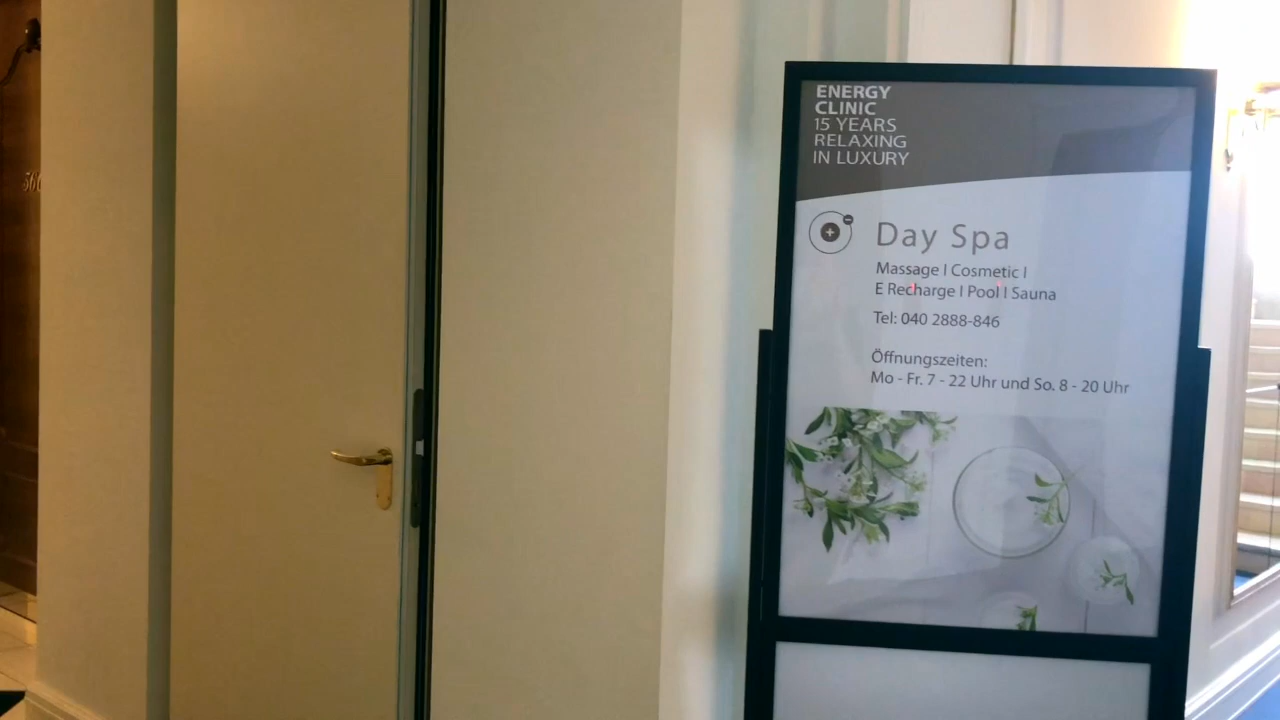 ENERGY
CLINIC
15 YEARS
RELAXING
IN LUXURY
Day Spa
Massage I Cosmetic I
E Recharge I Pool I Sauna
Tel: 040 2888-846
Öffnungszeiten:
Mo - Fr. 7 - 22 Uhr und So. 8 - 20 Uhr